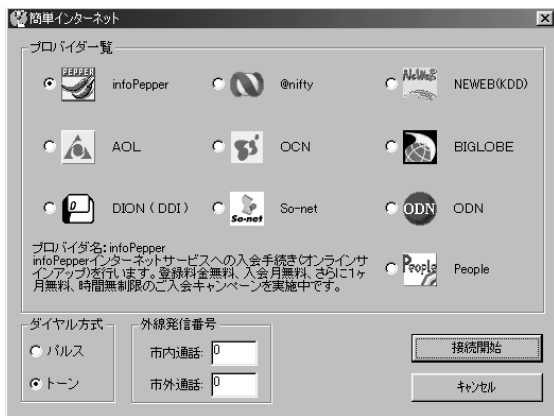 簡単インターネット
プロバイダ一覧
PEPPER
infoPepper
@nifty
NEWEB
NEWEB(KDD)
AOL
OCN
BIGLOBE
DION (DDI)
So-net
So-net
ODN
ODN
プロバイダ名: infoPepper
infoPepperインターネットサービスへの入会手続き(オンラインサ
インアップ)を行います。登録料金無料、入会月無料、さらに1ヶ
月無料、時間無制限のご入会キャンペーンを実施中です。
People
People
ダイヤル方式
パルス
トーン
外線発信番号
市内通話: 0
市外通話: 0
接続開始
キャンセル